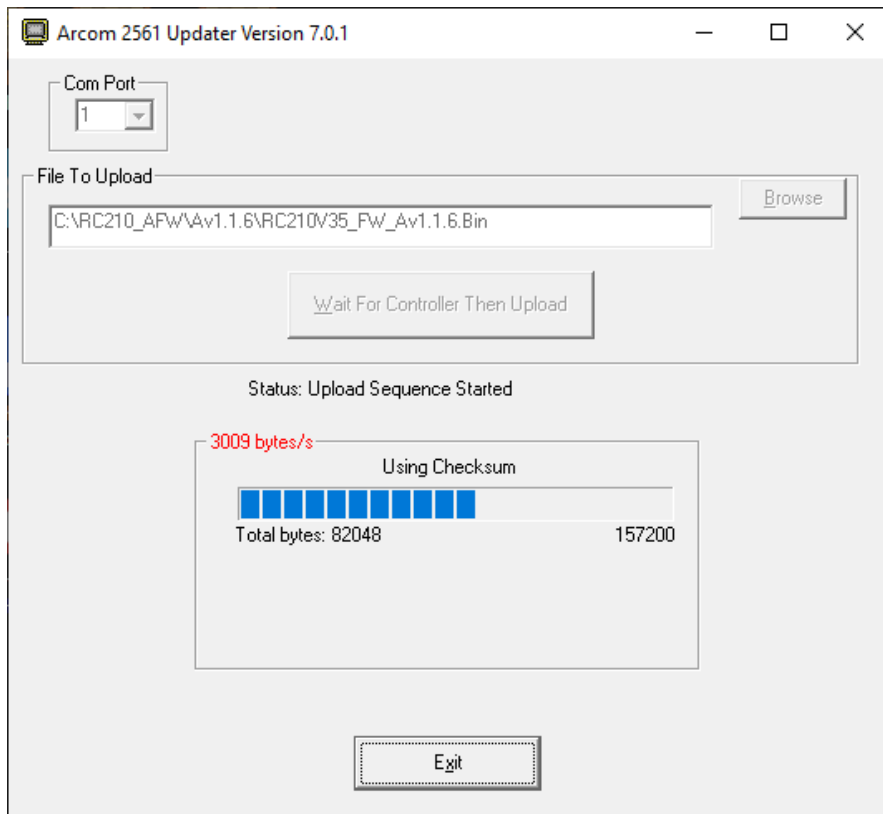 Arcom 2561 Updater Version 7.0.1
Com Port
1
File To Upload
Browse
C:\RC210_AFW\Av1.1.6\RC210V35_FW_Av1.1.6.Bin
Wait For Controller Then Upload
Status: Upload Sequence Started
3009 bytes/s
Using Checksum
Total bytes: 82048 157200
Exit